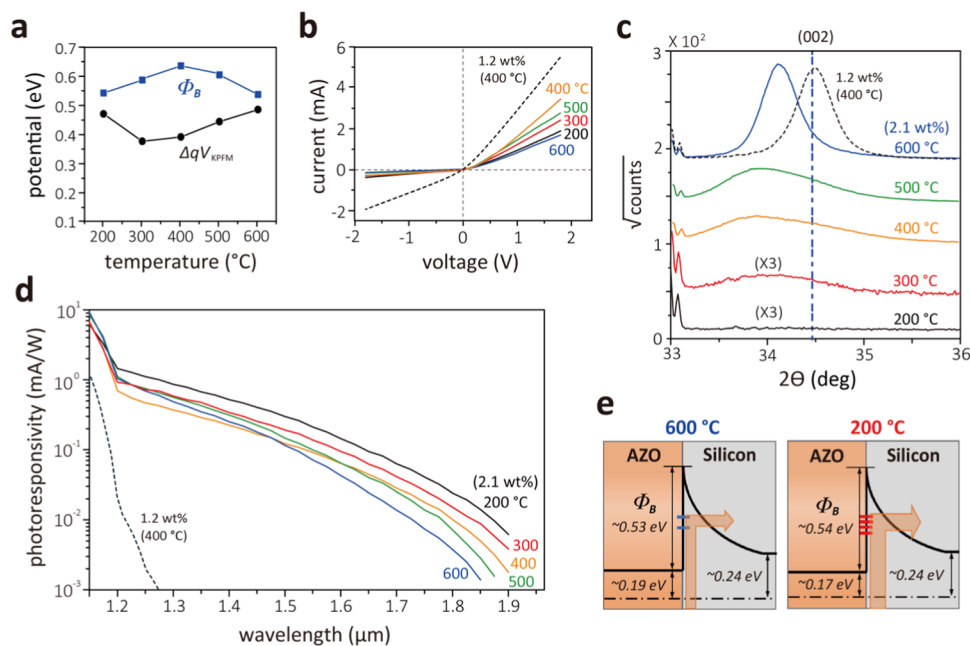 a
0.7
0.6
0.5
0.4
0.3
0.2
0.1
potential (eV)
Φ_B
ΔqV_KPFM
200 300 400 500 600
temperature (°C)
b
6
4
2
0
−2
current (mA)
1.2 wt%
(400 °C)
400 °C
500
300
200
600
-2 -1 0 1 2
voltage (V)
c
X 10²
(002)
3
2
1
0
√counts
1.2 wt%
(400 °C)
(2.1 wt%)
600 °C
500 °C
400 °C
(X3)
300 °C
(X3)
200 °C
33 34 35 36
2Θ (deg)
d
10¹
10⁰
10⁻¹
10⁻²
10⁻³
photoresponsivity (mA/W)
1.2 wt%
(400 °C)
(2.1 wt%)
200 °C
300
400
500
600
1.2 1.3 1.4 1.5 1.6 1.7 1.8 1.9
wavelength (µm)
e
600 °C
AZO Silicon
Φ_B
~0.53 eV
~0.19 eV
~0.24 eV
200 °C
AZO Silicon
Φ_B
~0.54 eV
~0.17 eV
~0.24 eV